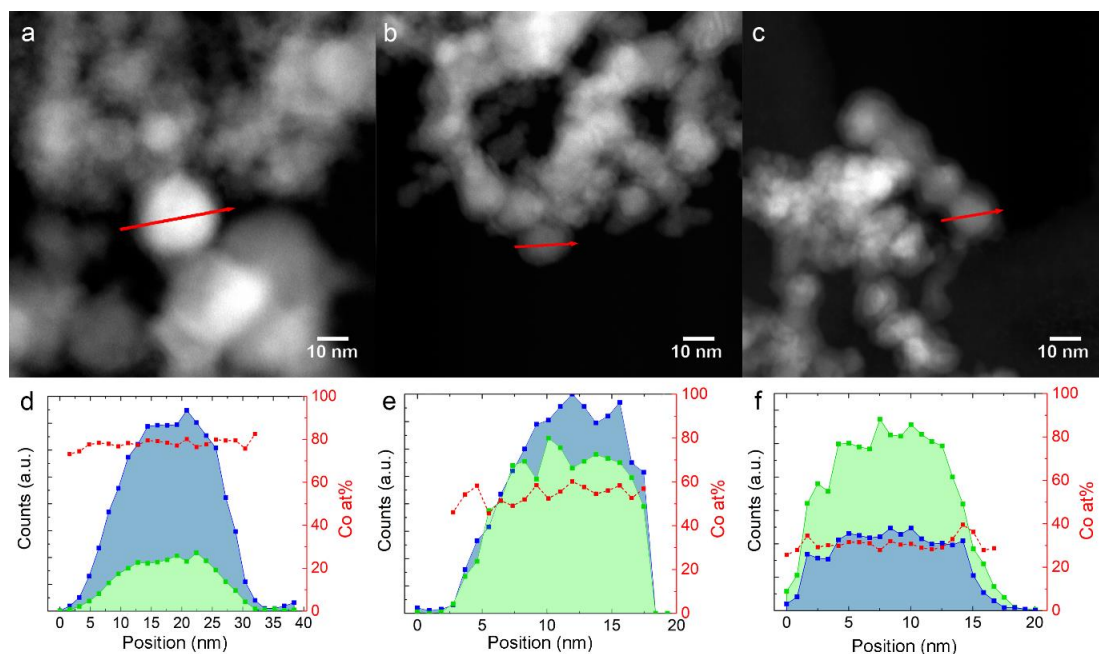 a
b
c
10 nm
10 nm
10 nm
d
100
80
60
40
20
0
Counts (a.u.)
Co at%
0 5 10 15 20 25 30 35 40
Position (nm)
e
100
80
60
40
20
0
Counts (a.u.)
Co at%
0 5 10 15 20
Position (nm)
f
100
80
60
40
20
0
Counts (a.u.)
Co at%
0 5 10 15 20
Position (nm)